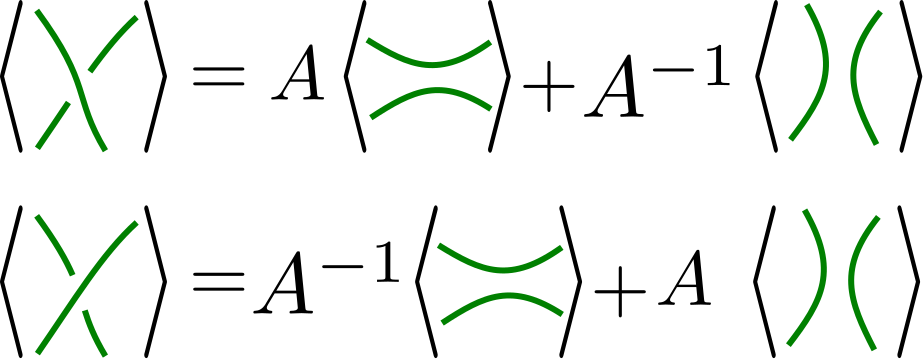 ⟨ ⟩ = A ⟨ ⟩ + A⁻¹ ⟨ ⟩
⟨ ⟩ = A⁻¹ ⟨ ⟩ + A ⟨ ⟩